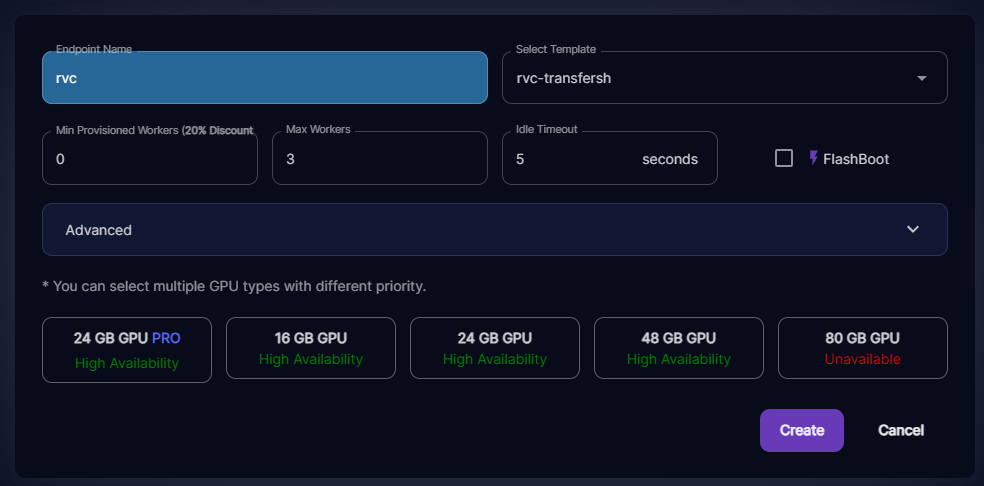 Endpoint Name
rvc
Select Template
rvc-transfersh
Min Provisioned Workers (20% Discount
0
Max Workers
3
Idle Timeout
5 seconds
FlashBoot
Advanced
* You can select multiple GPU types with different priority.
24 GB GPU PRO
High Availability
16 GB GPU
High Availability
24 GB GPU
High Availability
48 GB GPU
High Availability
80 GB GPU
Unavailable
Create
Cancel